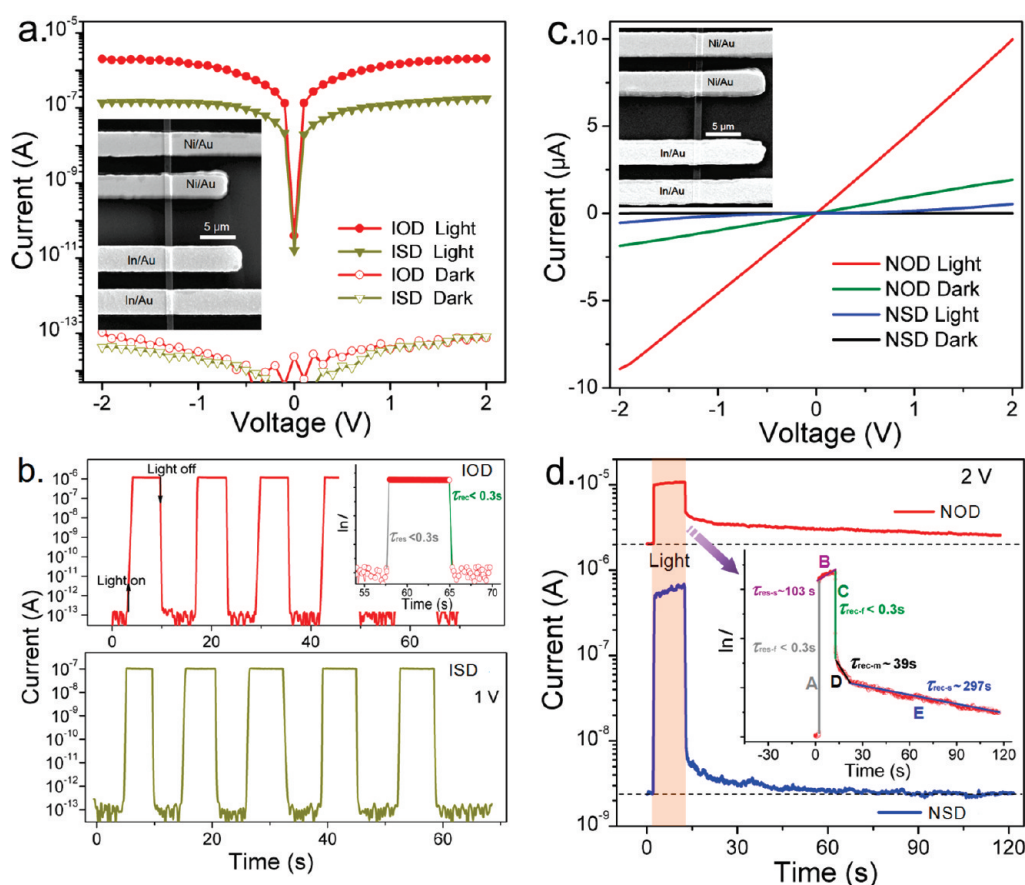 a.
Current (A)
10⁻⁵
10⁻⁷
10⁻⁹
10⁻¹¹
10⁻¹³
Ni/Au
Ni/Au
5 μm
In/Au
In/Au
IOD Light
ISD Light
IOD Dark
ISD Dark
-2 -1 0 1 2
Voltage (V)
c.
Current (μA)
10
5
0
-5
-10
Ni/Au
Ni/Au
5 μm
In/Au
In/Au
NOD Light
NOD Dark
NSD Light
NSD Dark
-2 -1 0 1 2
Voltage (V)
b.
Current (A)
10⁻⁶
10⁻⁷
10⁻⁸
10⁻⁹
10⁻¹⁰
10⁻¹¹
10⁻¹²
10⁻¹³
Light off
Light on
IOD
lnI
τrec< 0.3s
τres <0.3s
55 60 65 70
Time (s)
0 20 40 60
10⁻⁷
10⁻⁸
10⁻⁹
10⁻¹⁰
10⁻¹¹
10⁻¹²
10⁻¹³
ISD
1 V
0 10 20 30 40 50 60 70
Time (s)
d.
Current (A)
10⁻⁵
10⁻⁶
10⁻⁷
10⁻⁸
10⁻⁹
2 V
NOD
Light
lnI
B
τres-s~103 s
C
τrec-f < 0.3s
τres-f < 0.3s
τrec-m ~ 39s
A
D
τrec-s~ 297s
E
-30 0 30 60 90 120
Time (s)
NSD
0 30 60 90 120
Time (s)